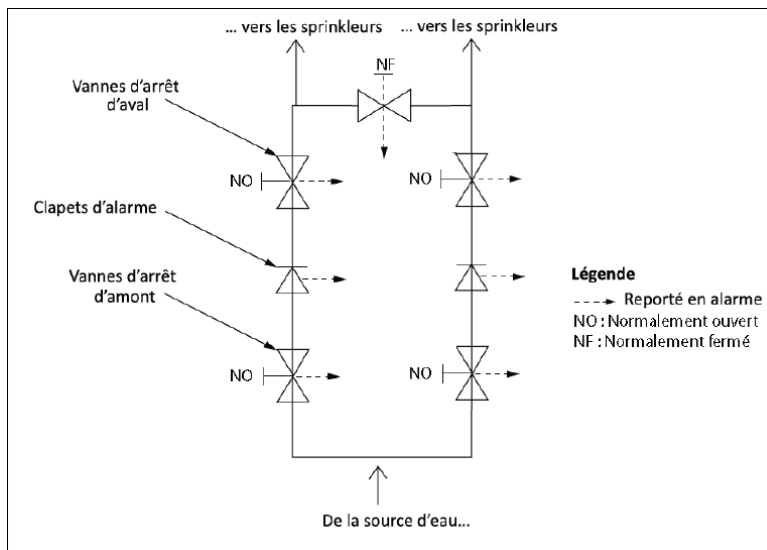 ... vers les sprinkleurs
... vers les sprinkleurs
NF
Vannes d'arrêt
d'aval
NO
NO
Clapets d'alarme
Vannes d'arrêt
d'amont
Légende
Reporté en alarme
NO : Normalement ouvert
NF : Normalement fermé
NO
NO
De la source d'eau...